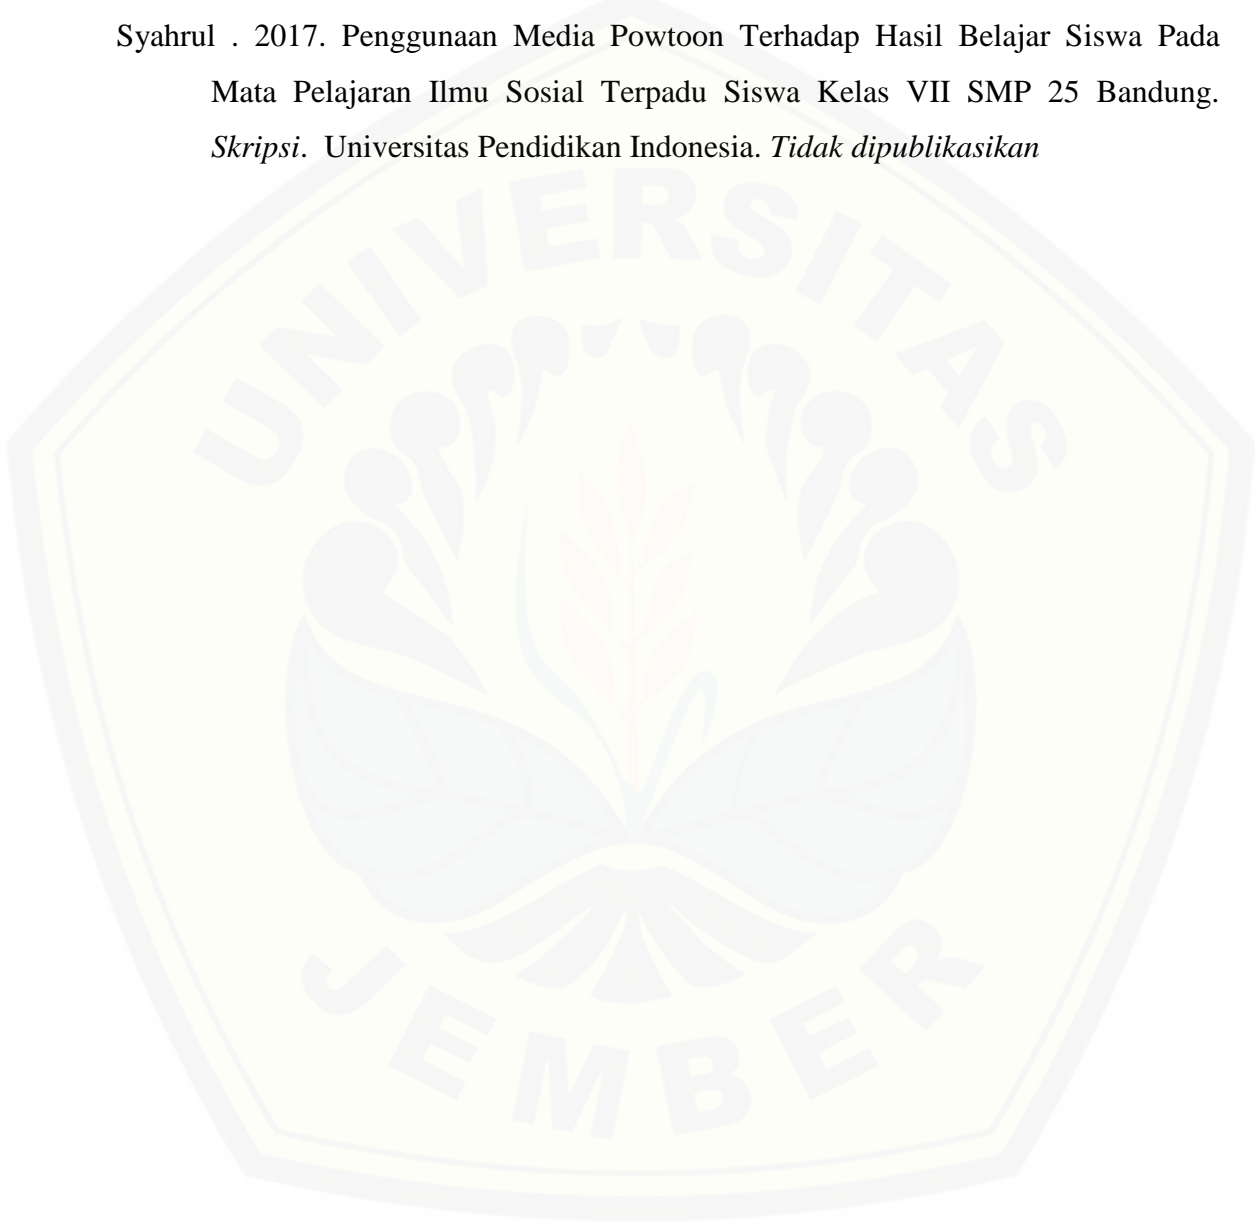 Syahrul . 2017. Penggunaan Media Powtoon Terhadap Hasil Belajar Siswa Pada
Mata Pelajaran Ilmu Sosial Terpadu Siswa Kelas VII SMP 25 Bandung.
Skripsi. Universitas Pendidikan Indonesia. Tidak dipublikasikan
UNIVERSITAS
JEMBER